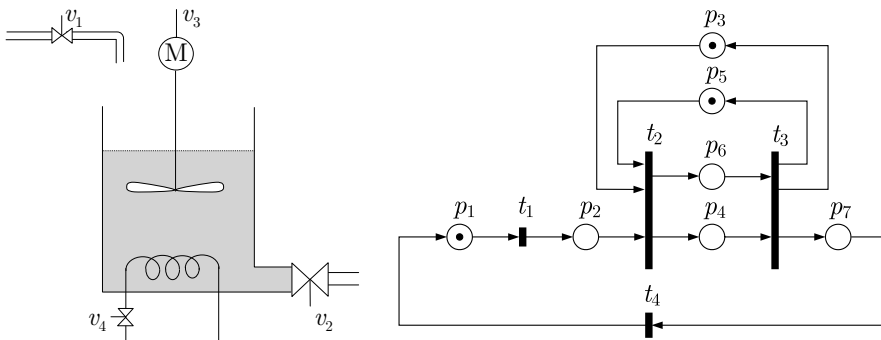 v₁
v₃
M
v₄
v₂
p₃
p₅
t₂
t₃
p₆
p₁
t₁
p₂
p₄
p₇
t₄